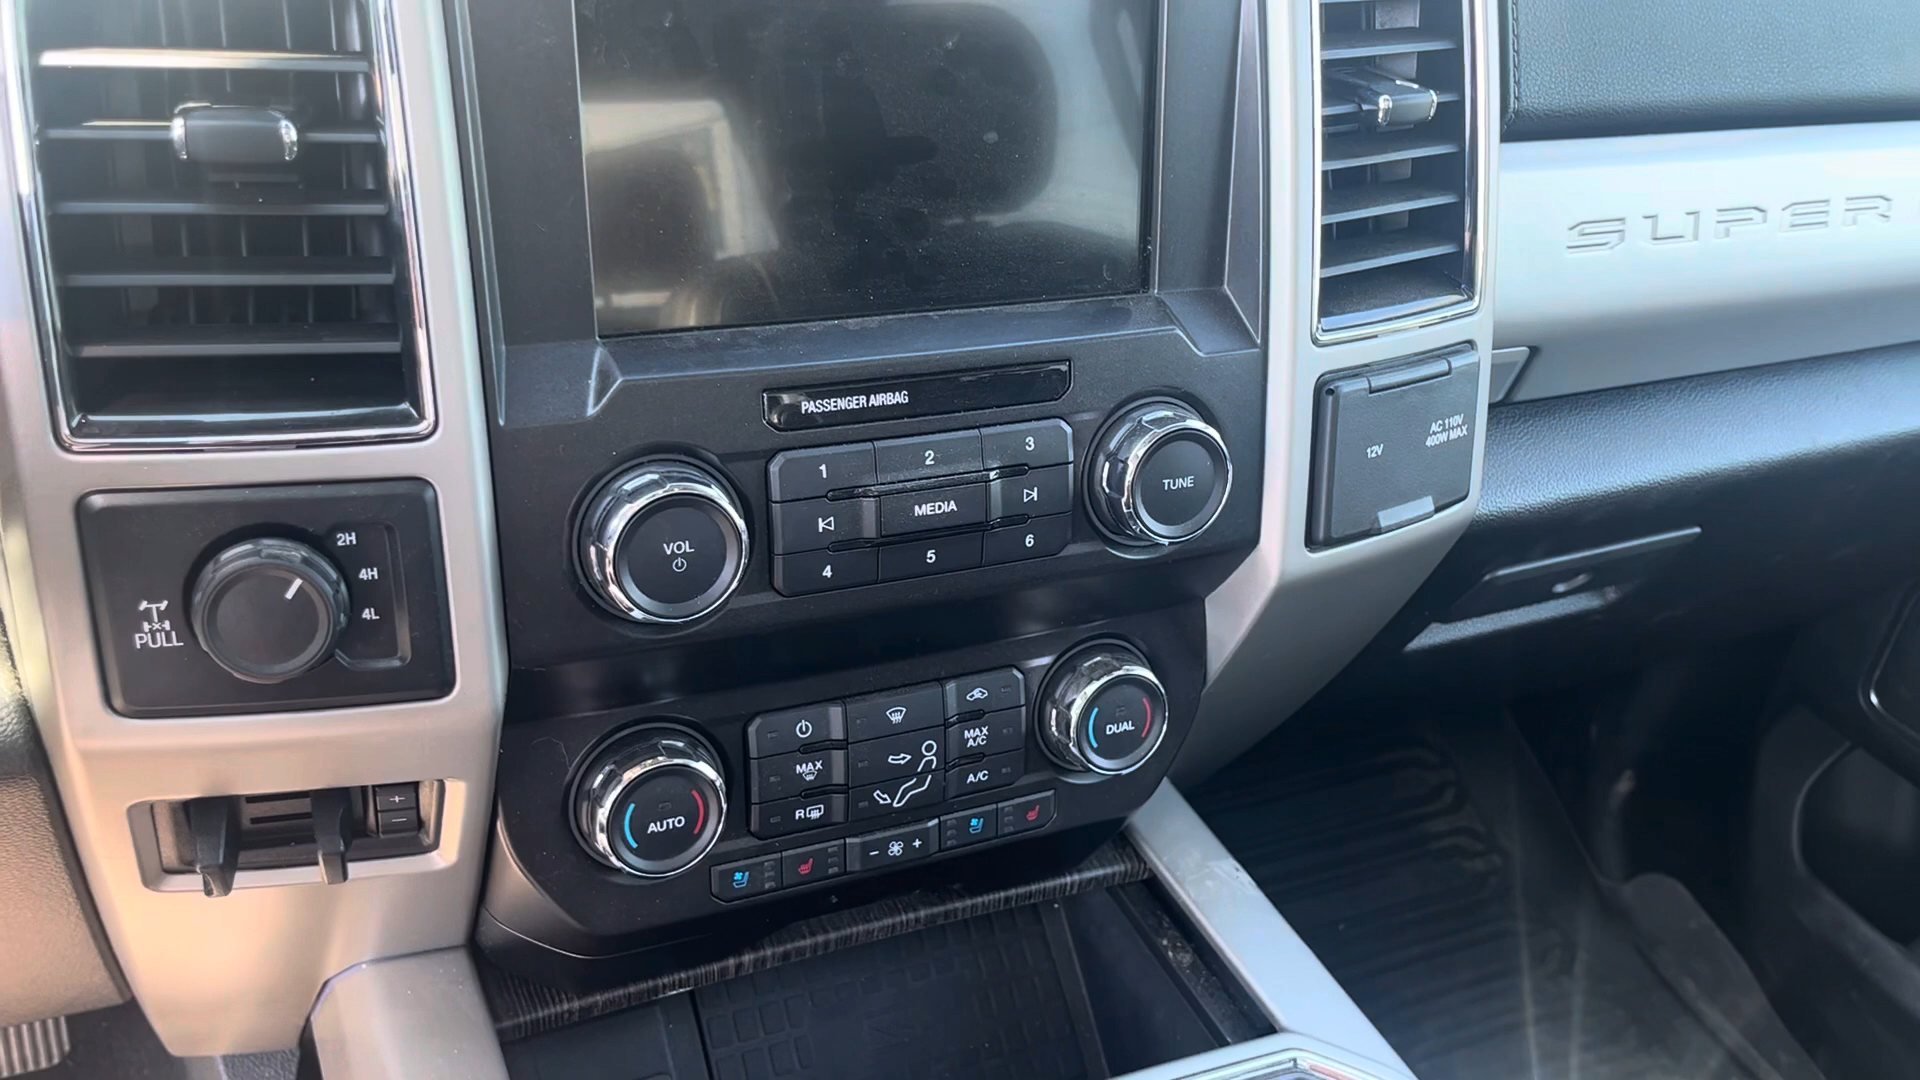 SUPER
PASSENGER AIRBAG
1
2
3
MEDIA
4
5
6
VOL
TUNE
12V
AC 110V
400W MAX
2H
4H
4L
PULL
AUTO
MAX
R
MAX
A/C
A/C
- +
DUAL
+
-